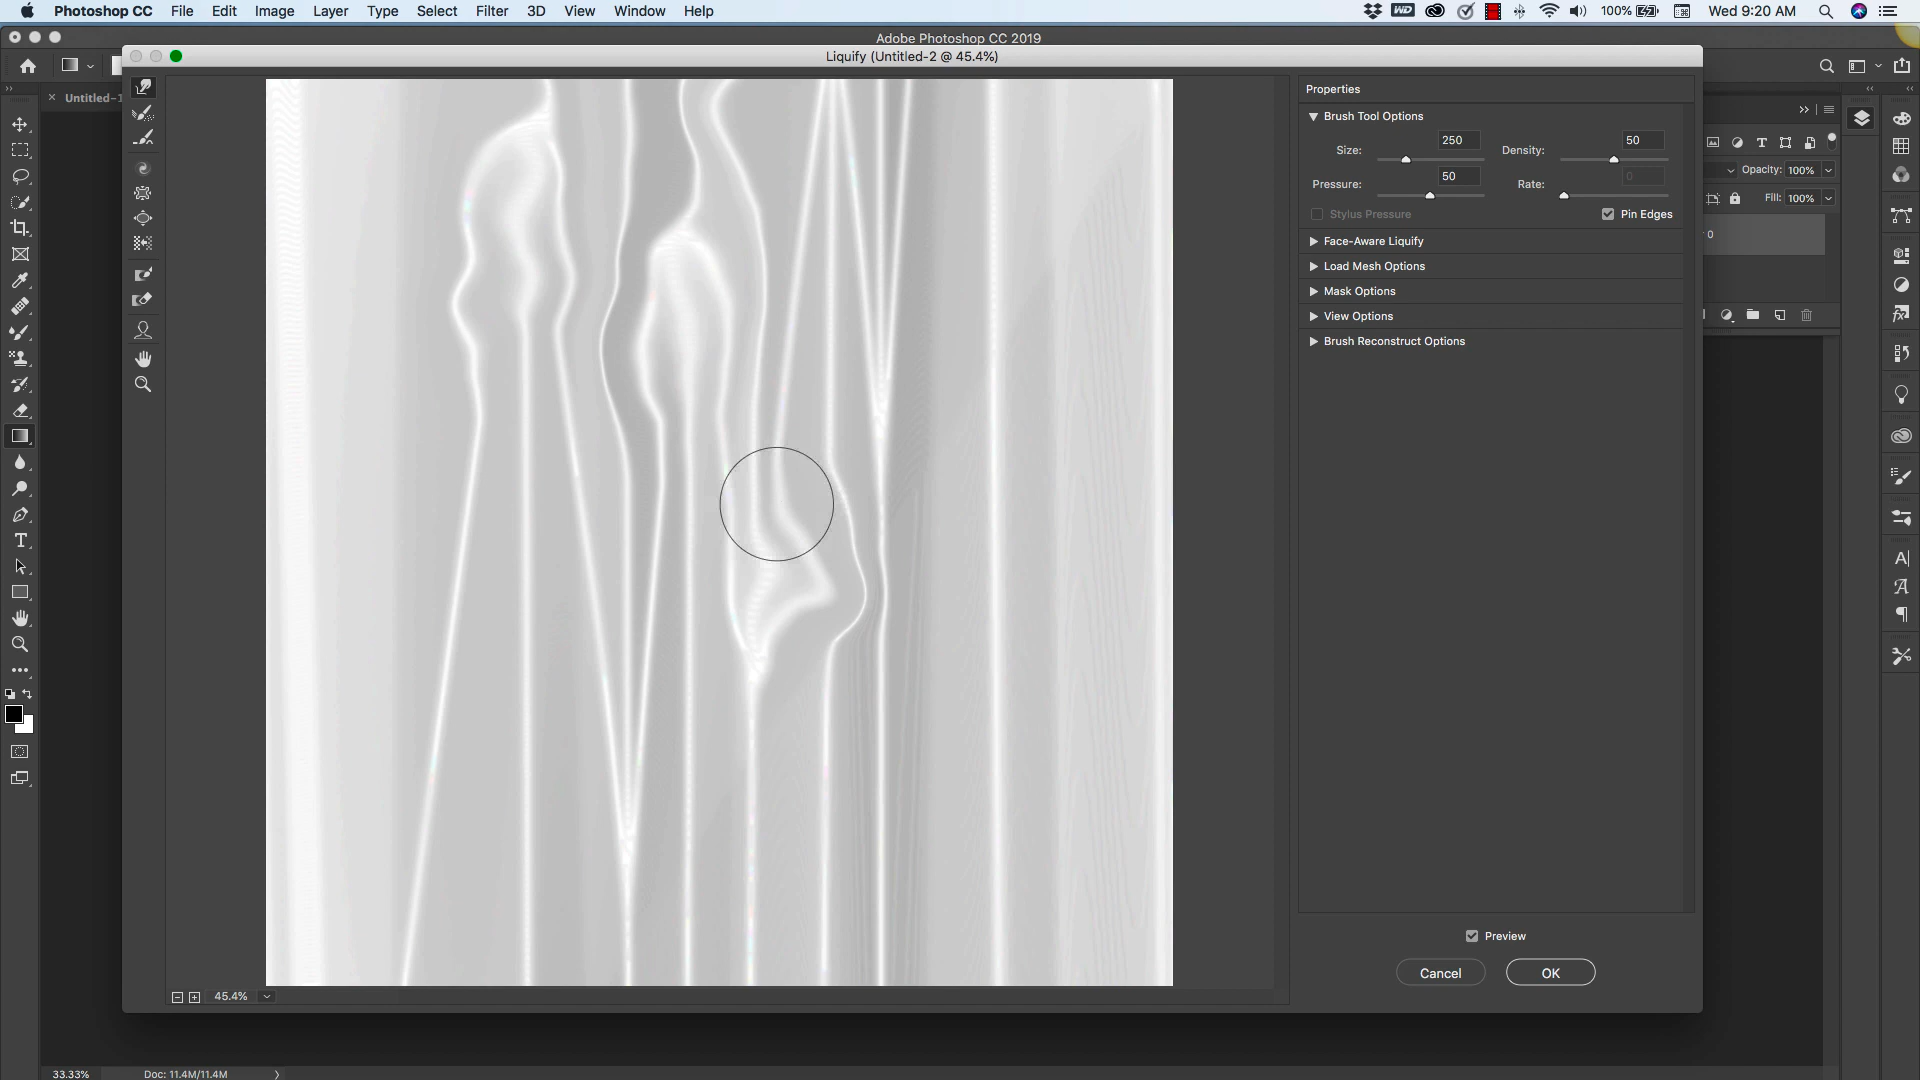 Photoshop CC File Edit Image Layer Type Select Filter 3D View Window Help
WD 100% Wed 9:20 AM
Adobe Photoshop CC 2019
Liquify (Untitled-2 @ 45.4%)
Untitled-1
Properties
Brush Tool Options
Size: 250 Density: 50
Pressure: 50 Rate: 0
Stylus Pressure Pin Edges
Face-Aware Liquify
Load Mesh Options
Mask Options
View Options
Brush Reconstruct Options
Opacity: 100%
Fill: 100%
0
Preview
Cancel OK
45.4%
33.33% Doc: 11.4M/11.4M